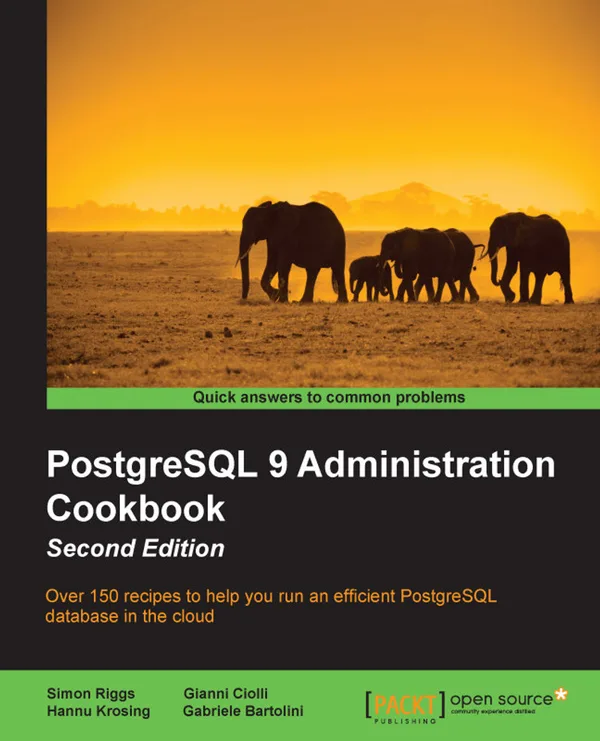 Quick answers to common problems
PostgreSQL 9 Administration
Cookbook
Second Edition
Over 150 recipes to help you run an efficient PostgreSQL
database in the cloud
Simon Riggs
Gianni Ciolli
Hannu Krosing
Gabriele Bartolini
[PACKT]
PUBLISHING
open source*
community experience distilled